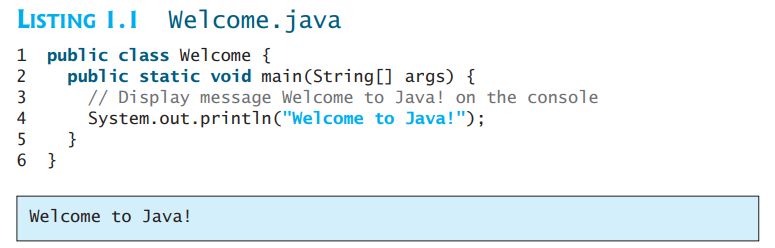 LISTING 1.1 Welcome.java
1 public class Welcome {
2   public static void main(String[] args) {
3     // Display message Welcome to Java! on the console
4     System.out.println("Welcome to Java!");
5   }
6 }
Welcome to Java!